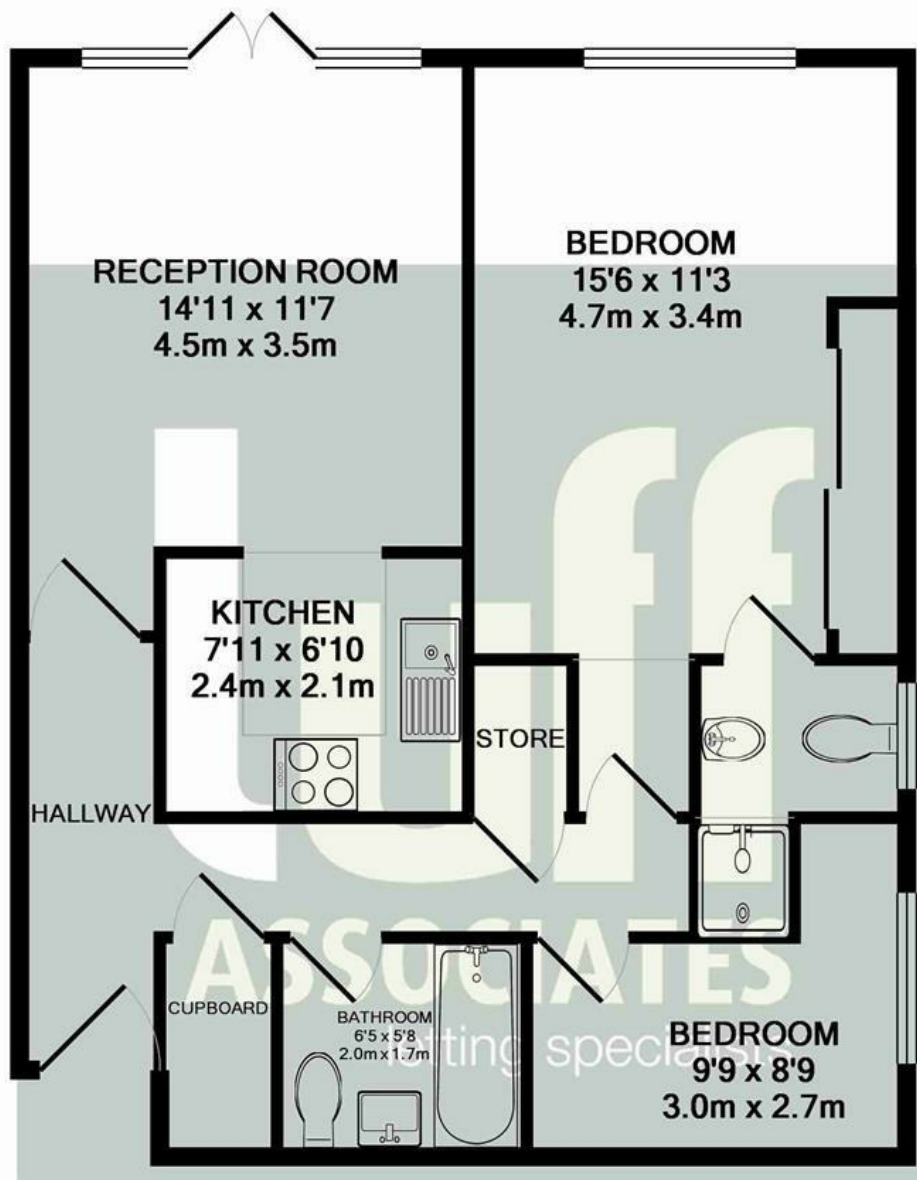 RECEPTION ROOM
14'11 x 11'7
4.5m x 3.5m
BEDROOM
15'6 x 11'3
4.7m x 3.4m
KITCHEN
7'11 x 6'10
2.4m x 2.1m
STORE
HALLWAY
CUPBOARD
BATHROOM
6'5 x 5'8
2.0m x 1.7m
BEDROOM
9'9 x 8'9
3.0m x 2.7m
luff
ASSOCIATES
letting specialists